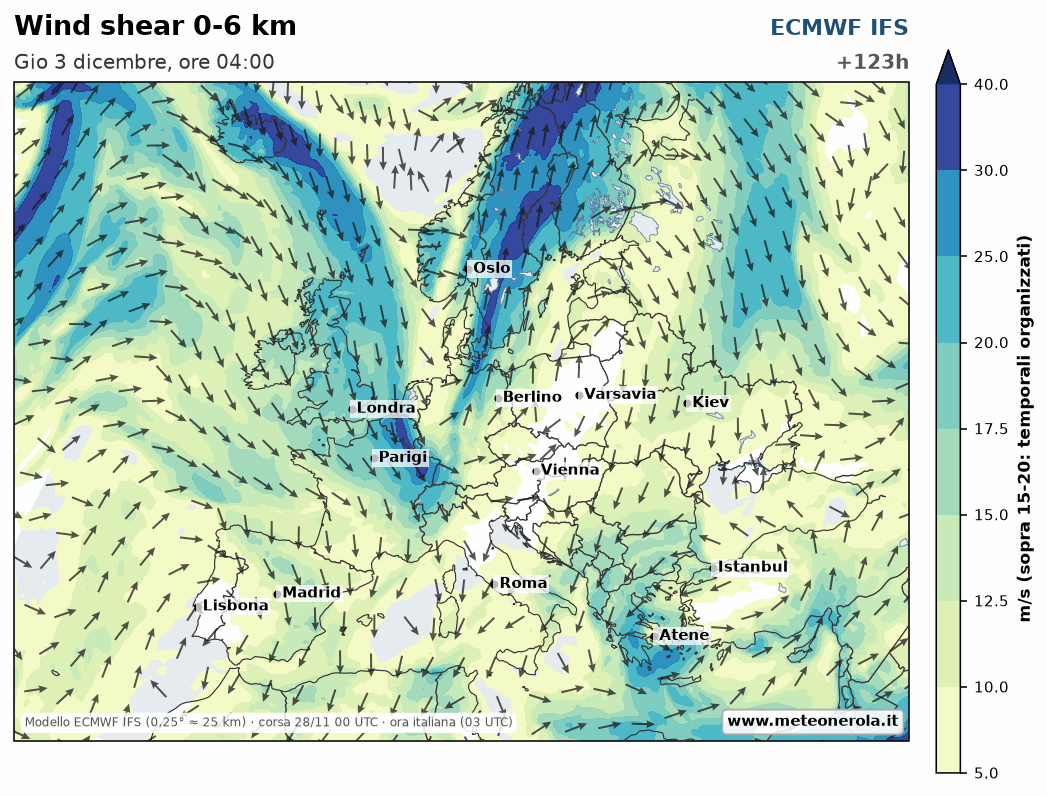 Wind shear 0-6 km
ECMWF IFS
Gio 3 dicembre, ore 04:00
+123h
40.0
30.0
25.0
20.0
17.5
15.0
12.5
10.0
5.0
m/s (sopra 15-20: temporali organizzati)
Oslo
Berlino
Varsavia
Kiev
Londra
Parigi
Vienna
Istanbul
Roma
Madrid
Lisbona
Atene
Modello ECMWF IFS (0,25° ≈ 25 km) · corsa 28/11 00 UTC · ora italiana (03 UTC)
www.meteonerola.it